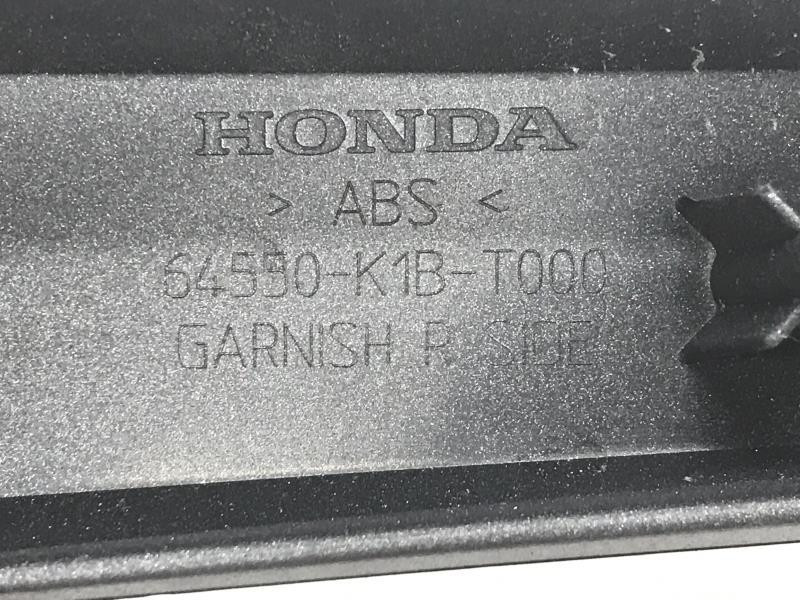 HONDA
> ABS <
64550-K1B-T000
GARNISH R SIDE